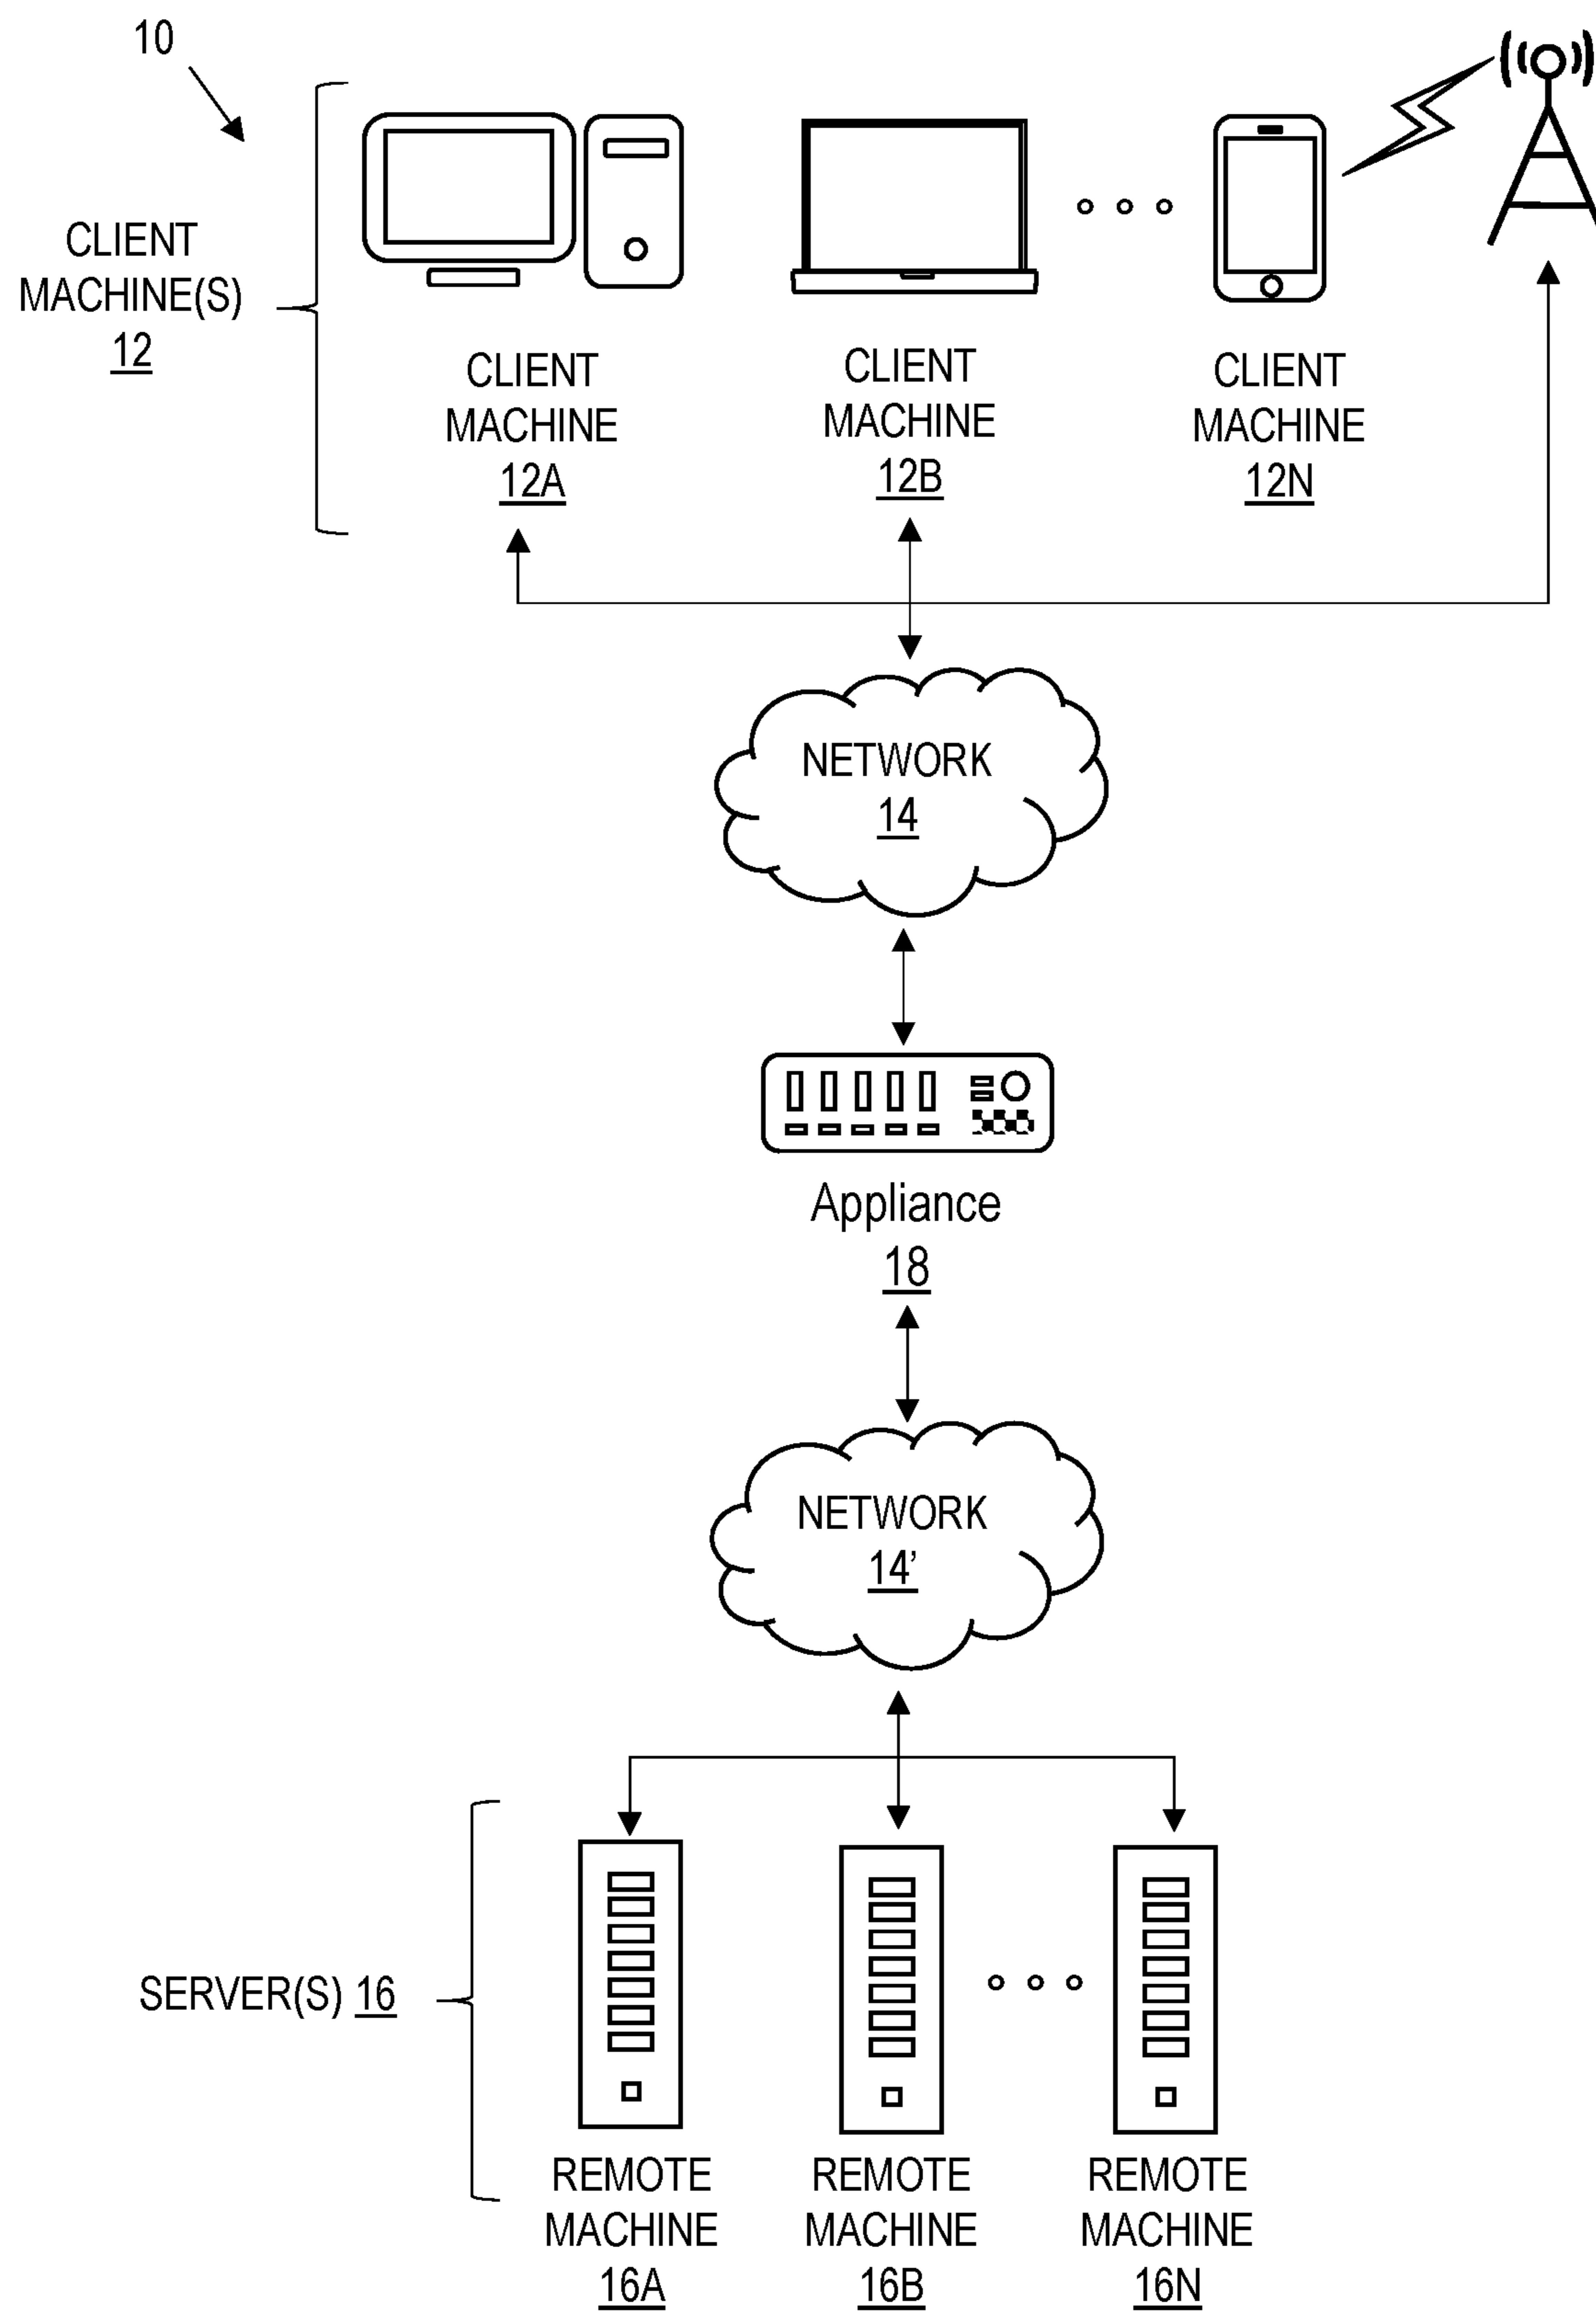 10
CLIENT
MACHINE(S)
12
CLIENT
MACHINE
12A
CLIENT
MACHINE
12B
CLIENT
MACHINE
12N
NETWORK
14
Appliance
18
NETWORK
14’
SERVER(S) 16
REMOTE
MACHINE
16A
REMOTE
MACHINE
16B
REMOTE
MACHINE
16N